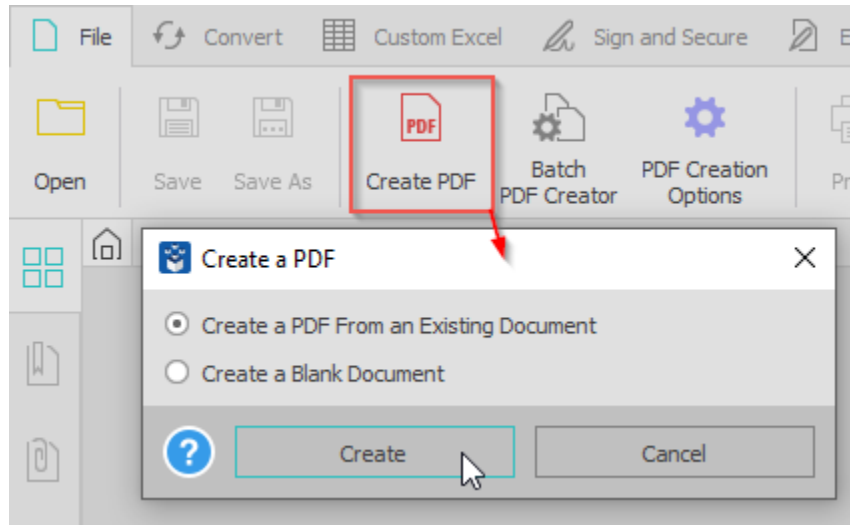 File
Convert
Custom Excel
Sign and Secure
E
Open
Save
Save As
PDF
Create PDF
Batch
PDF Creator
PDF Creation
Options
Pr
Create a PDF
Create a PDF From an Existing Document
Create a Blank Document
?
Create
Cancel